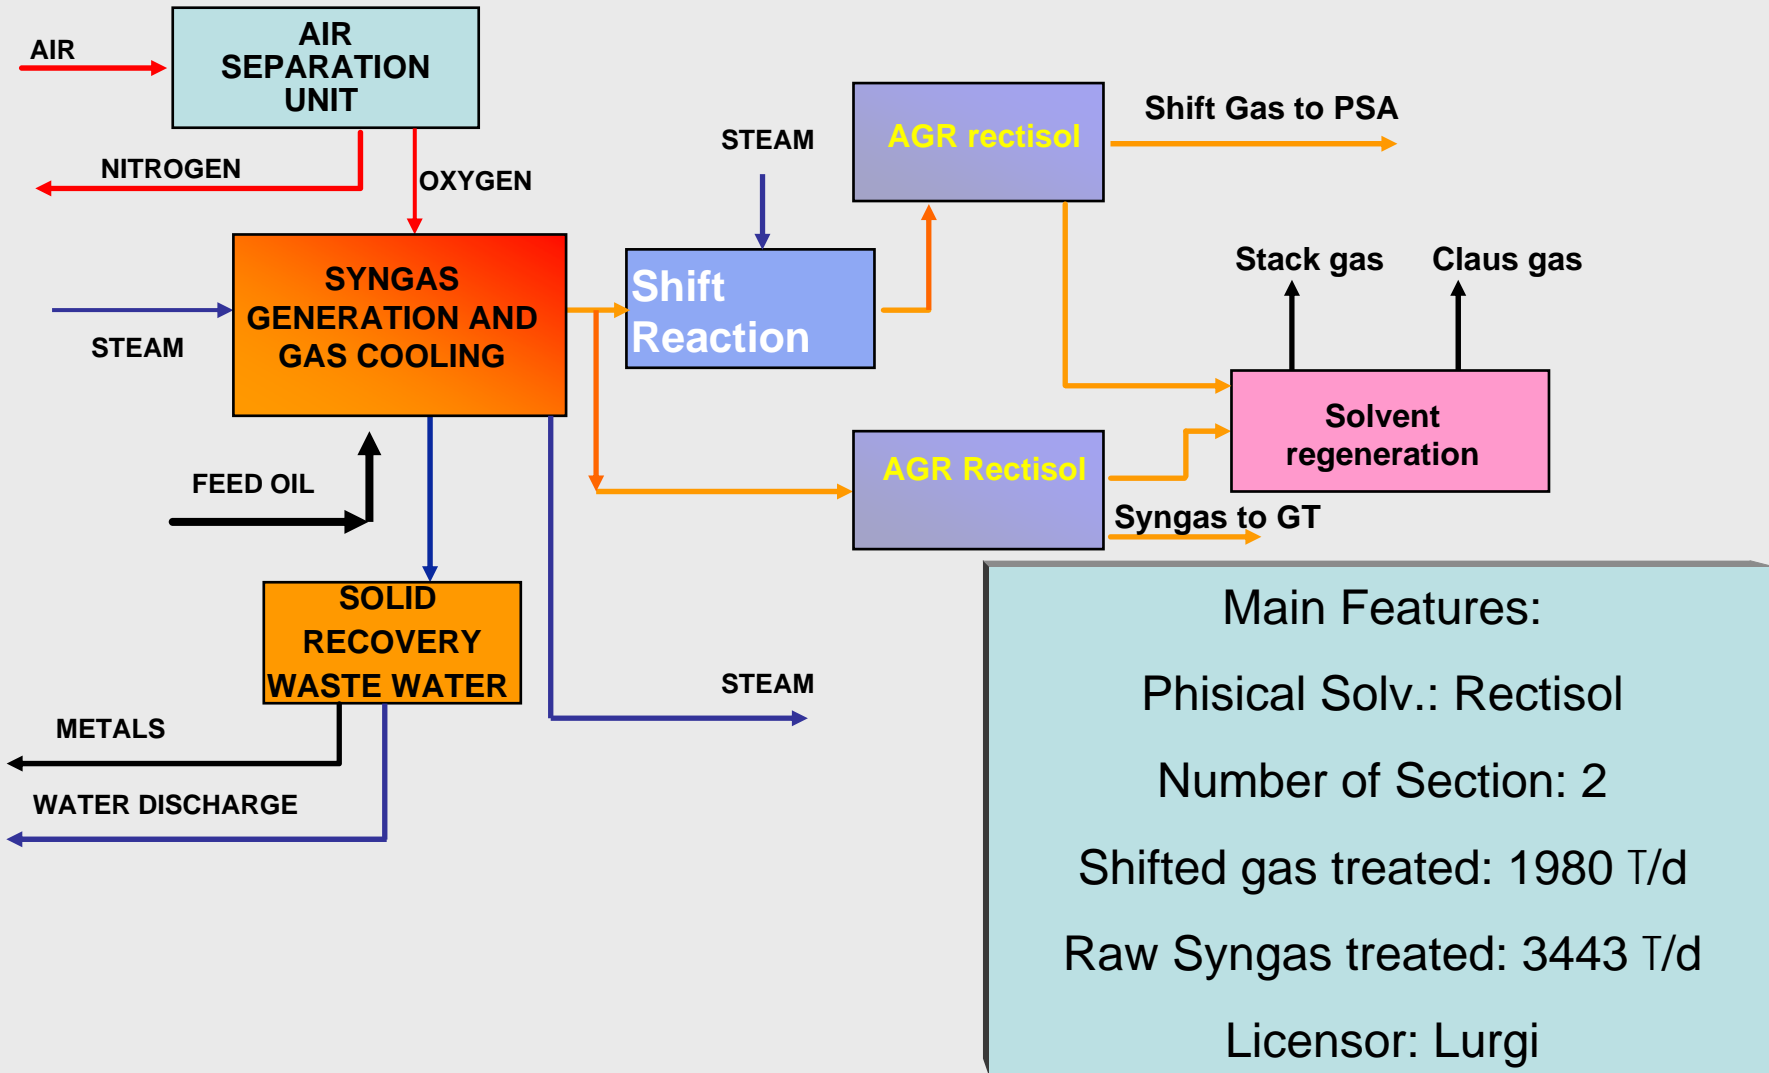 AIR
AIR
SEPARATION
UNIT
NITROGEN
OXYGEN
STEAM
SYNGAS
GENERATION AND
GAS COOLING
STEAM
Shift
Reaction
AGR rectisol
Shift Gas to PSA
Stack gas
Claus gas
Solvent
regeneration
AGR Rectisol
Syngas to GT
FEED OIL
SOLID
RECOVERY
WASTE WATER
STEAM
METALS
WATER DISCHARGE
Main Features:
Phisical Solv.: Rectisol
Number of Section: 2
Shifted gas treated: 1980 T/d
Raw Syngas treated: 3443 T/d
Licensor: Lurgi